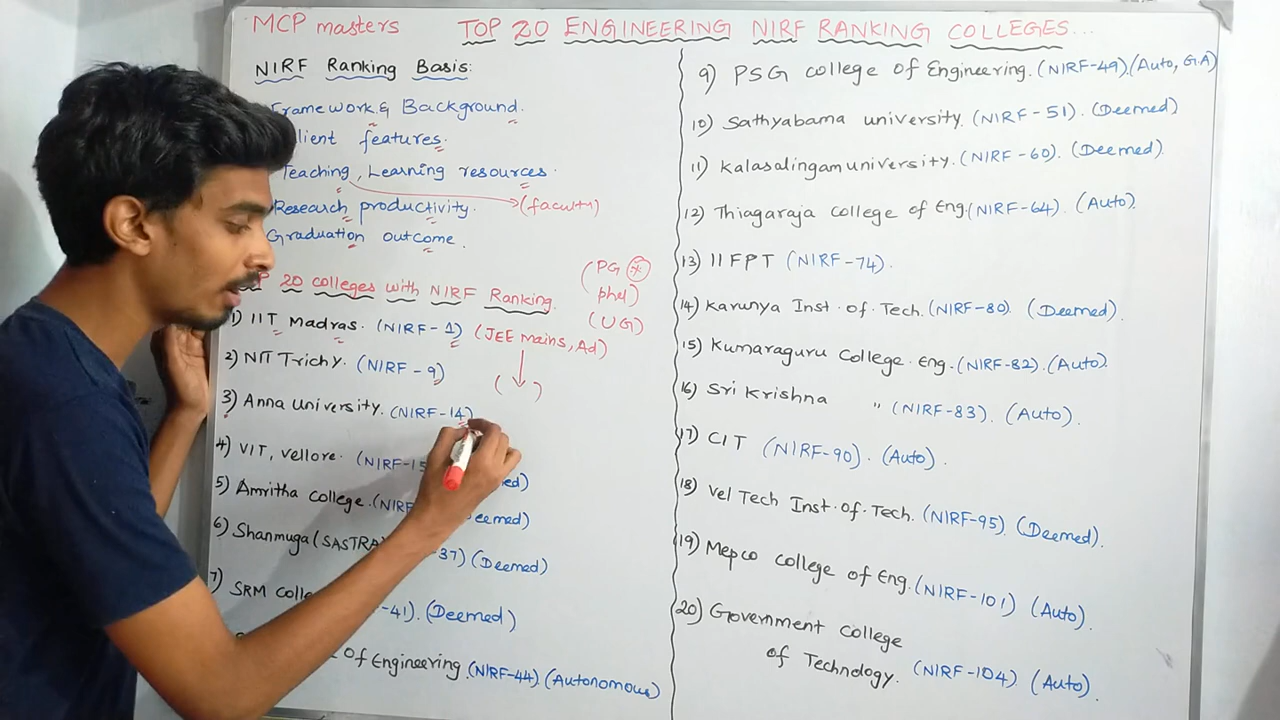 MCP masters TOP 20 ENGINEERING NIRF RANKING COLLEGES...
NIRF Ranking Basis:
Framework & Background.
lient features.
Teaching, Learning resources.
(faculty)
Research productivity.
Graduation outcome.
P 20 colleges with NIRF Ranking.
(PG *
phd)
(UG)
1) IIT Madras. (NIRF-1) (JEE mains, Ad)
2) NIT Trichy. (NIRF-9)
( )
3) Anna University. (NIRF-14)
4) VIT, Vellore. (NIRF-15 ed)
5) Amritha college. (NIRF eemed)
6) Shanmuga (SASTRA) -37) (Deemed)
7) SRM colle -41). (Deemed)
Of Engineering (NIRF-44) (Autonomous)
9) PSG college of Engineering. (NIRF-49) (Auto, G.A)
10) Sathyabama university. (NIRF-51). (Deemed)
11) Kalasalingam university. (NIRF-60). (Deemed).
12) Thiagaraja college of Eng. (NIRF-64). (Auto).
13) IIFPT (NIRF-74).
14) Karunya Inst. of. Tech. (NIRF-80) (Deemed).
15) Kumaraguru College. Eng. (NIRF-82). (Auto).
16) Sri Krishna " (NIRF-83). (Auto).
17) CIT (NIRF-90). (Auto).
18) Vel Tech Inst. of. Tech. (NIRF-95) (Deemed).
19) Mepco college of Eng. (NIRF-101) (Auto).
20) Government college
of Technology. (NIRF-104) (Auto).